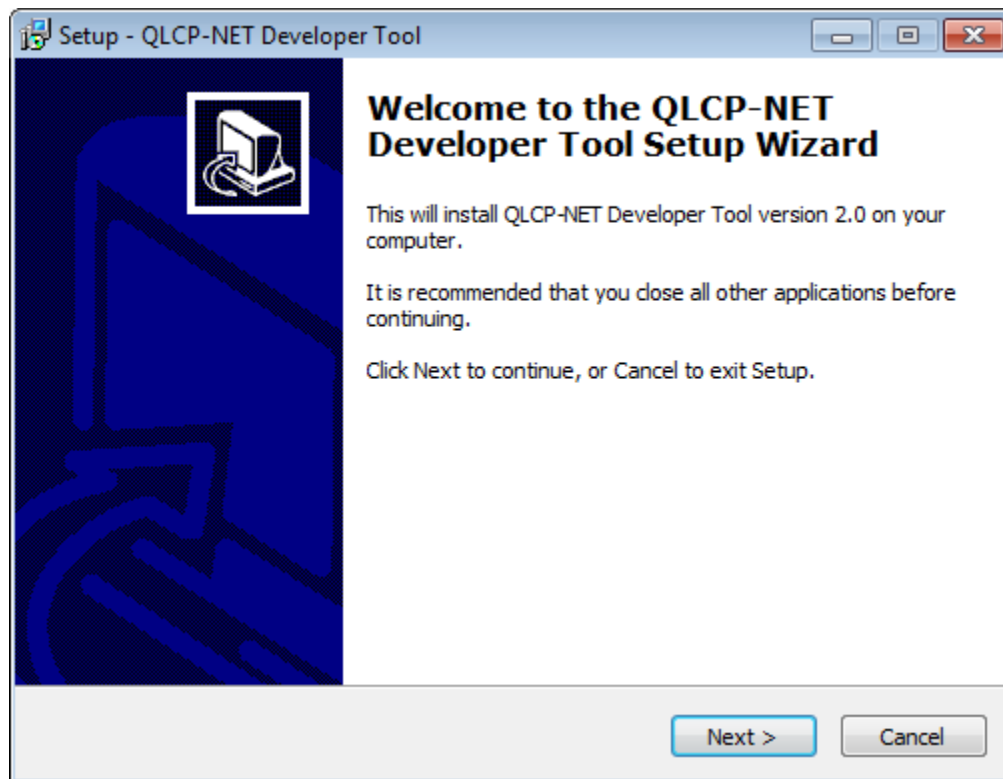 Setup - QLCP-NET Developer Tool
Welcome to the QLCP-NET
Developer Tool Setup Wizard
This will install QLCP-NET Developer Tool version 2.0 on your
computer.
It is recommended that you close all other applications before
continuing.
Click Next to continue, or Cancel to exit Setup.
Next >
Cancel